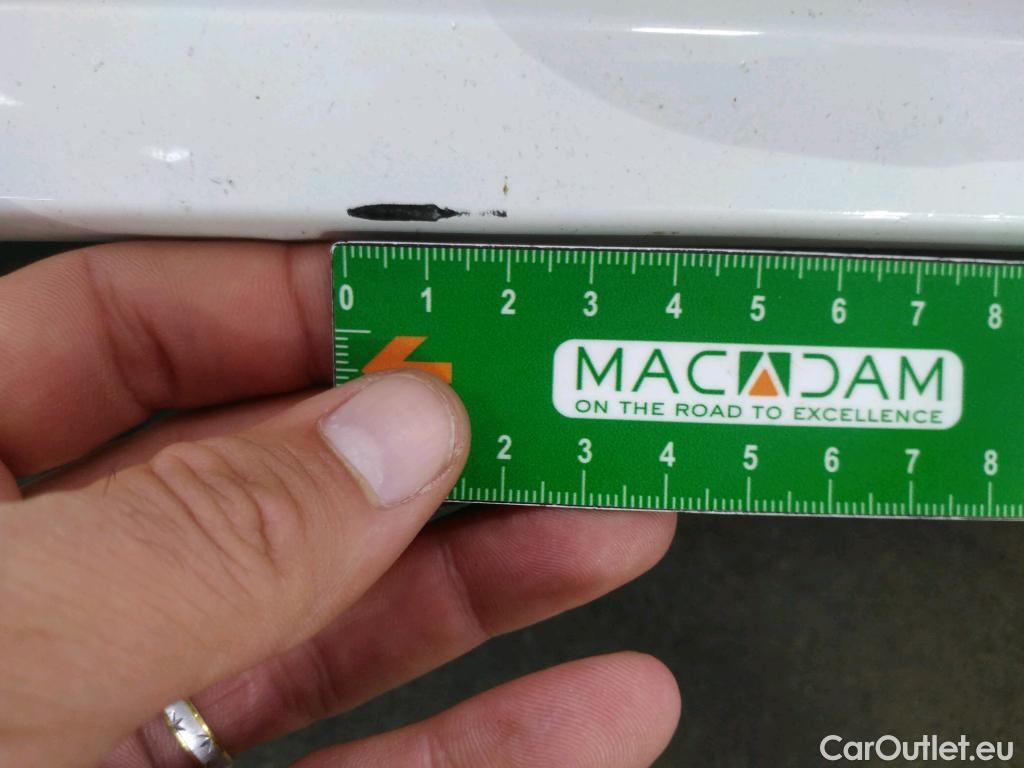 0 1 2 3 4 5 6 7 8
MACADAM
ON THE ROAD TO EXCELLENCE
2 3 4 5 6 7 8
CarOutlet.eu